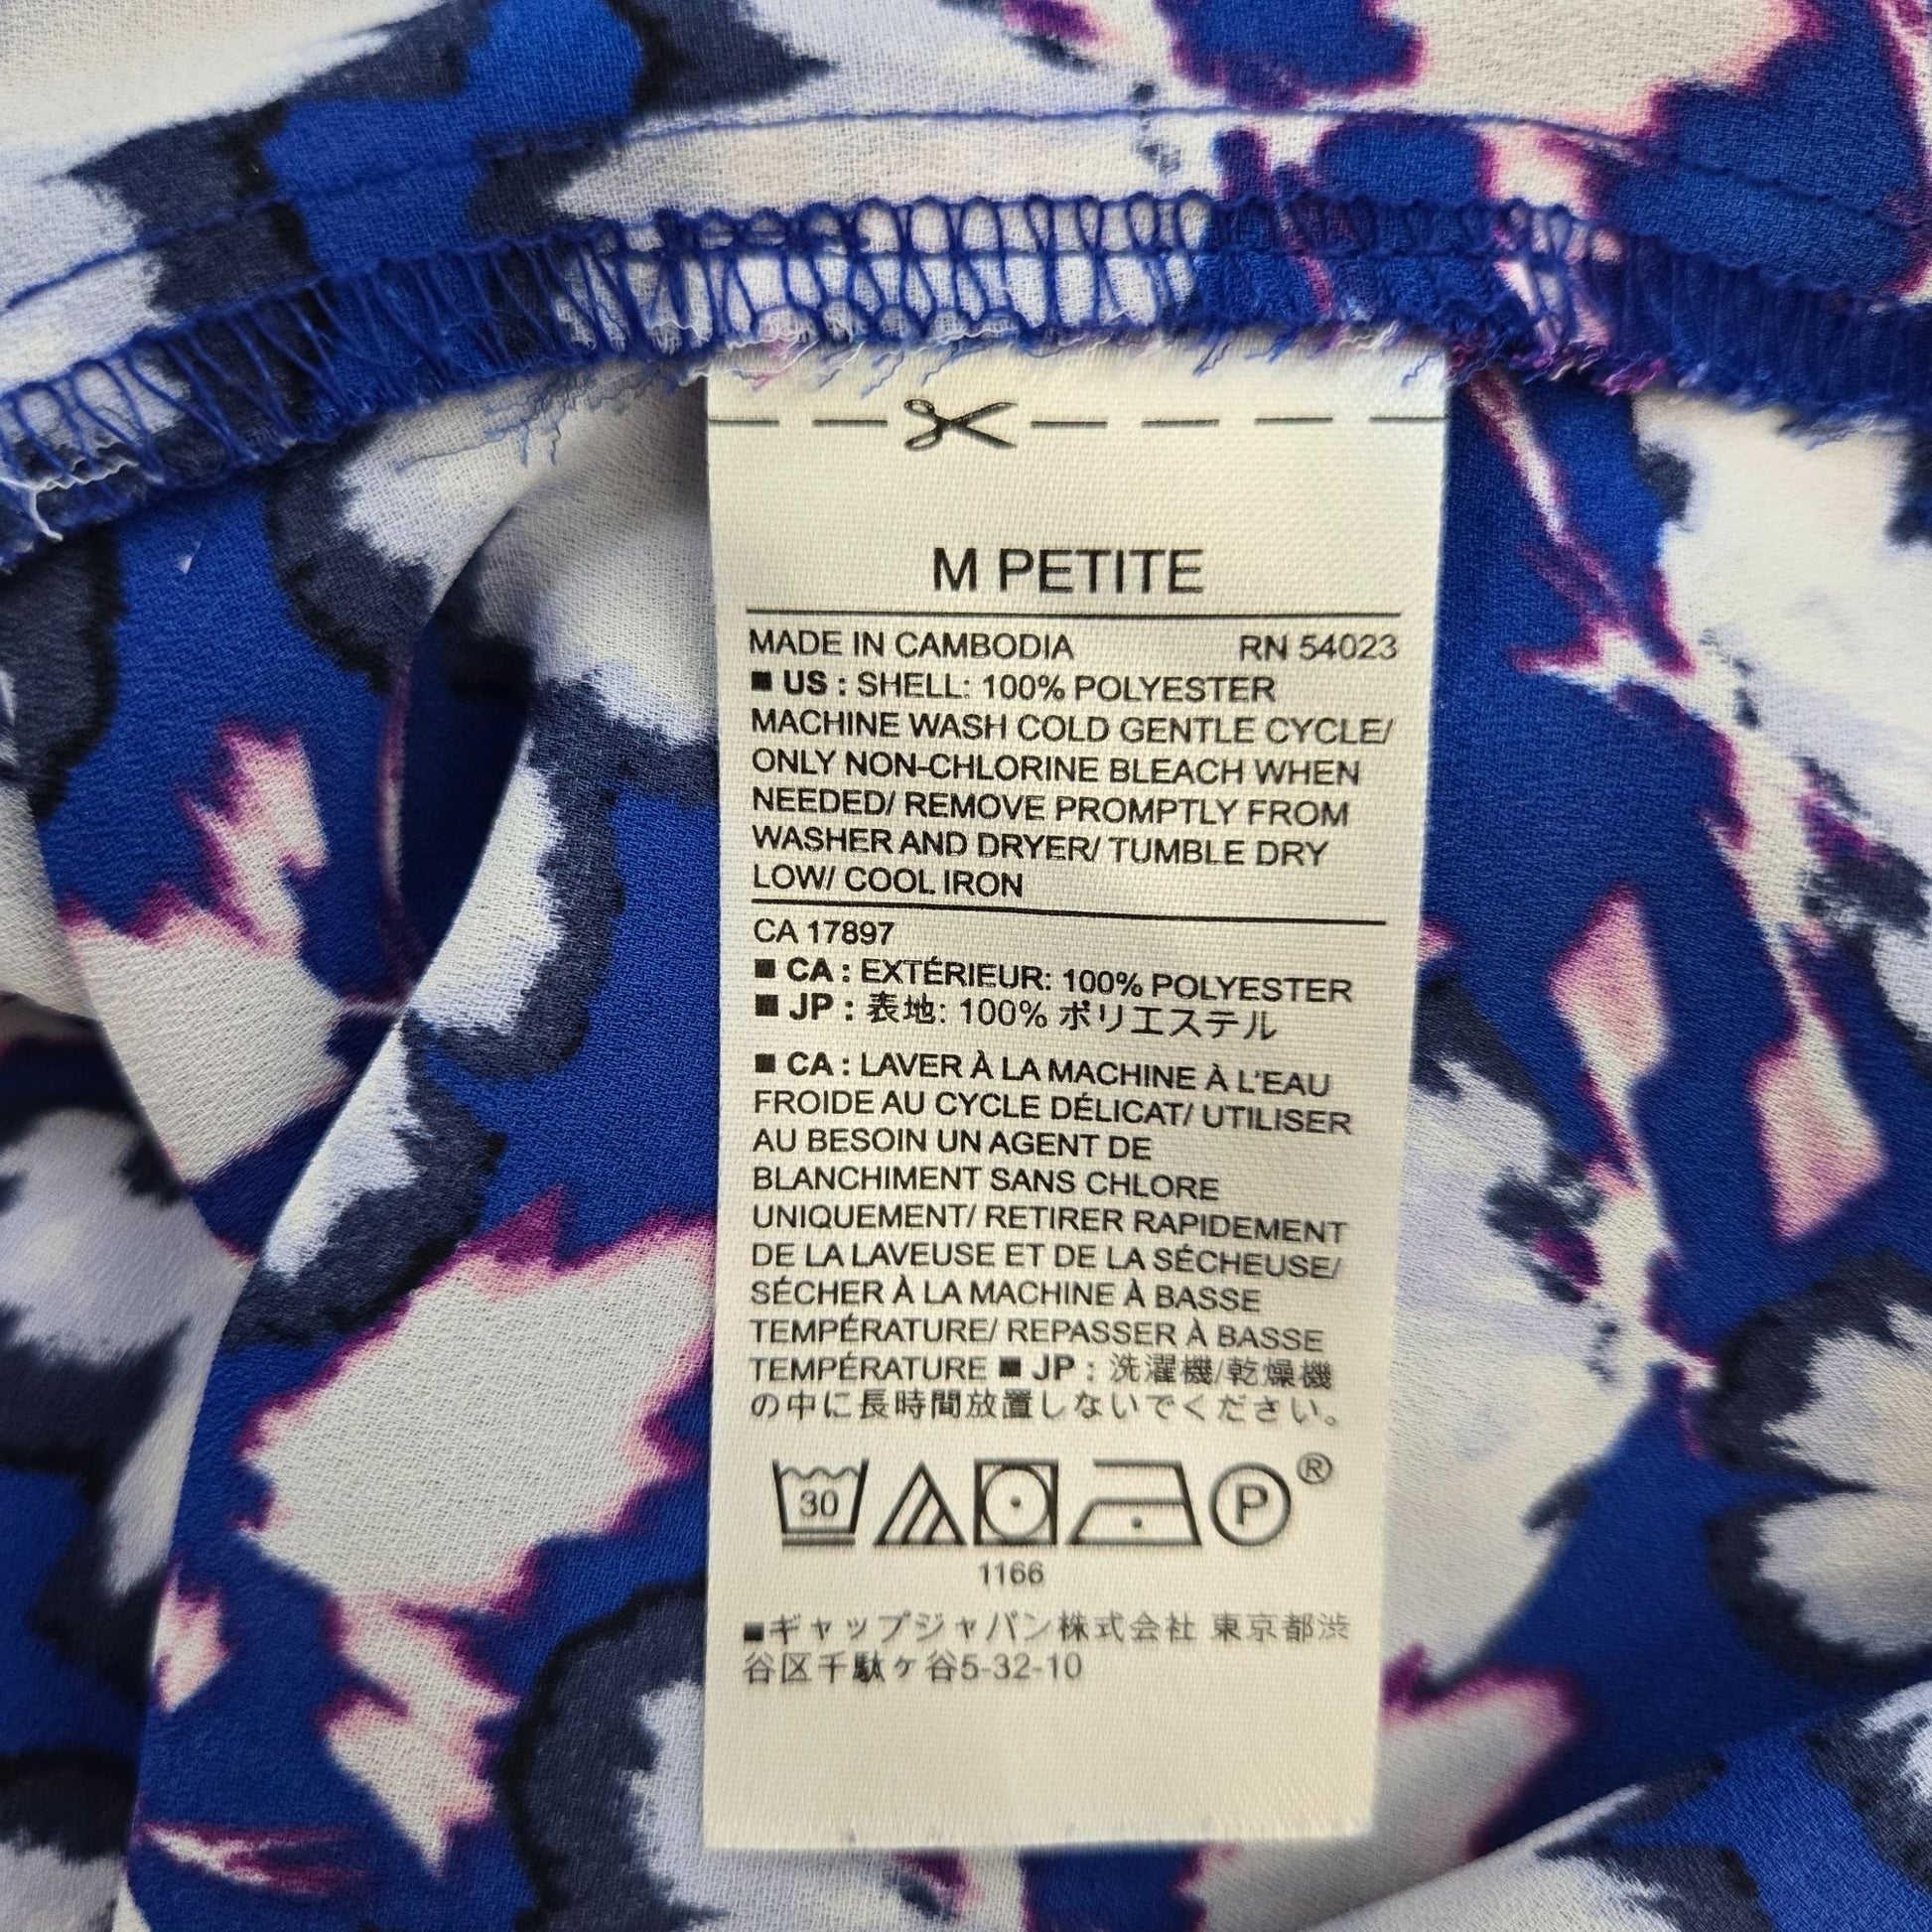 M PETITE
MADE IN CAMBODIA RN 54023
■ US : SHELL: 100% POLYESTER
MACHINE WASH COLD GENTLE CYCLE/
ONLY NON-CHLORINE BLEACH WHEN
NEEDED/ REMOVE PROMPTLY FROM
WASHER AND DRYER/ TUMBLE DRY
LOW/ COOL IRON
CA 17897
■ CA : EXTÉRIEUR: 100% POLYESTER
■ JP : 表地: 100% ポリエステル
■ CA : LAVER À LA MACHINE À L'EAU
FROIDE AU CYCLE DÉLICAT/ UTILISER
AU BESOIN UN AGENT DE
BLANCHIMENT SANS CHLORE
UNIQUEMENT/ RETIRER RAPIDEMENT
DE LA LAVEUSE ET DE LA SÉCHEUSE/
SÉCHER À LA MACHINE À BASSE
TEMPÉRATURE/ REPASSER À BASSE
TEMPÉRATURE ■ JP : 洗濯機/乾燥機
の中に長時間放置しないでください。
30 P ®
1166
■ギャップジャパン株式会社 東京都渋
谷区千駄ヶ谷5-32-10